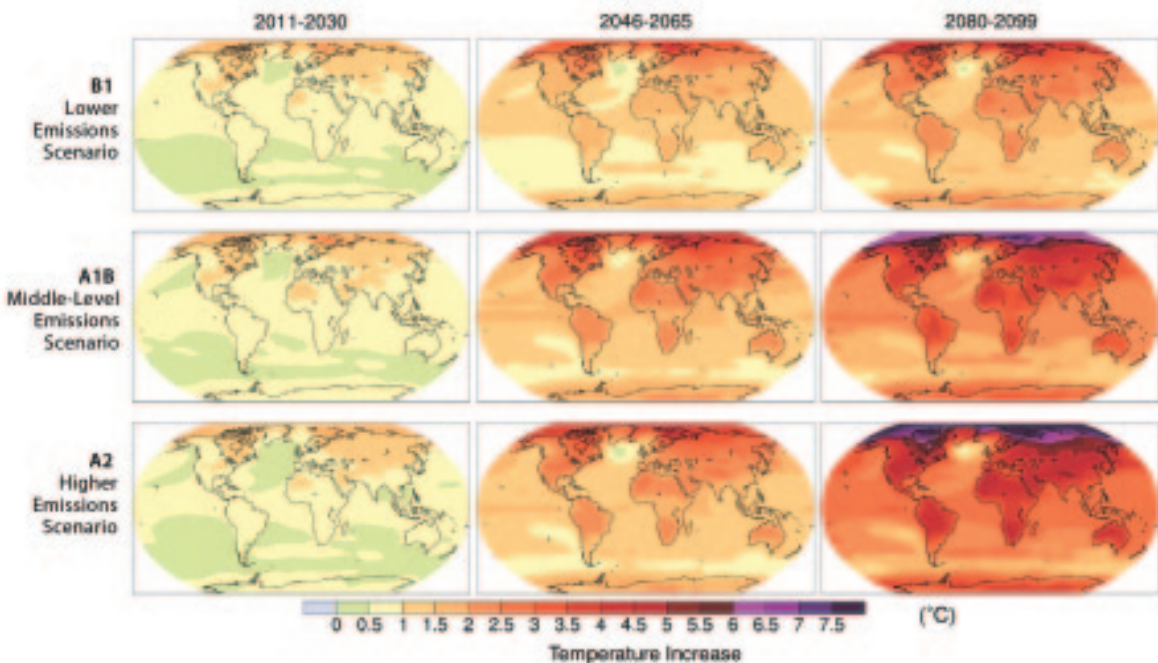 2011-2030 2046-2065 2080-2099
B1
Lower
Emissions
Scenario
A1B
Middle-Level
Emissions
Scenario
A2
Higher
Emissions
Scenario
0 0.5 1 1.5 2 2.5 3 3.5 4 4.5 5 5.5 6 6.5 7 7.5 (°C)
Temperature Increase